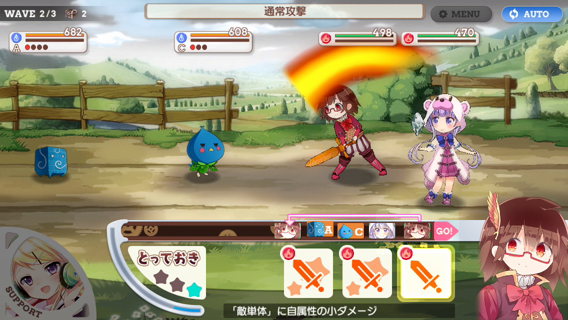 WAVE 2/3 2
通常攻撃
MENU
AUTO
682
A
608
C
498
470
A C GO!
とっておき
SUPPORT
「敵単体」に自属性の小ダメージ